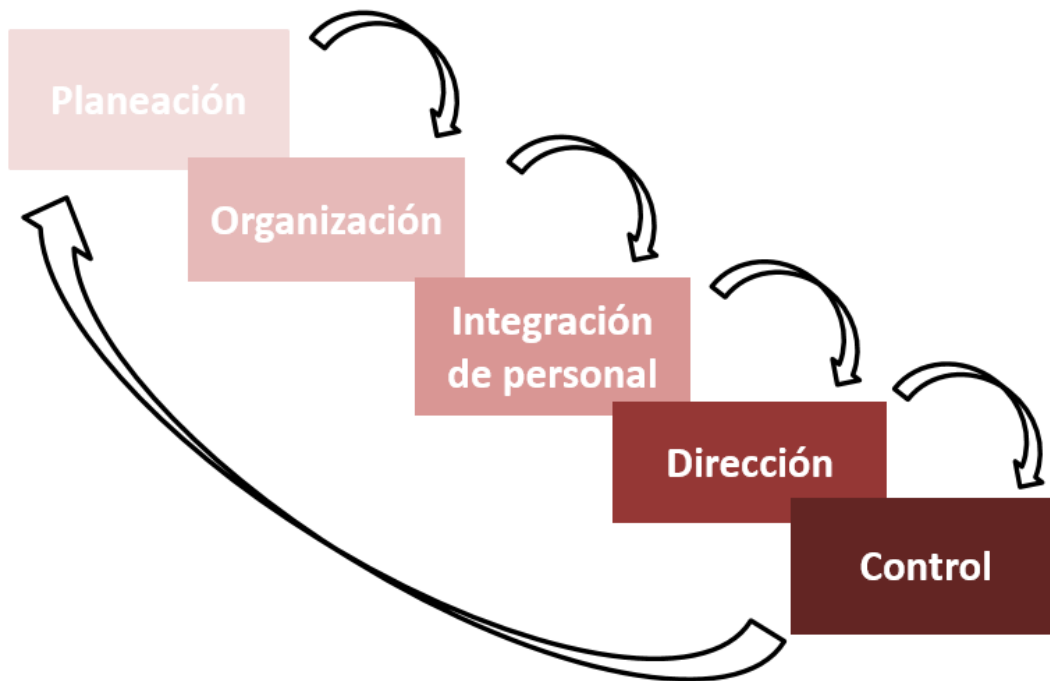 Planeación
Organización
Integración
de personal
Dirección
Control